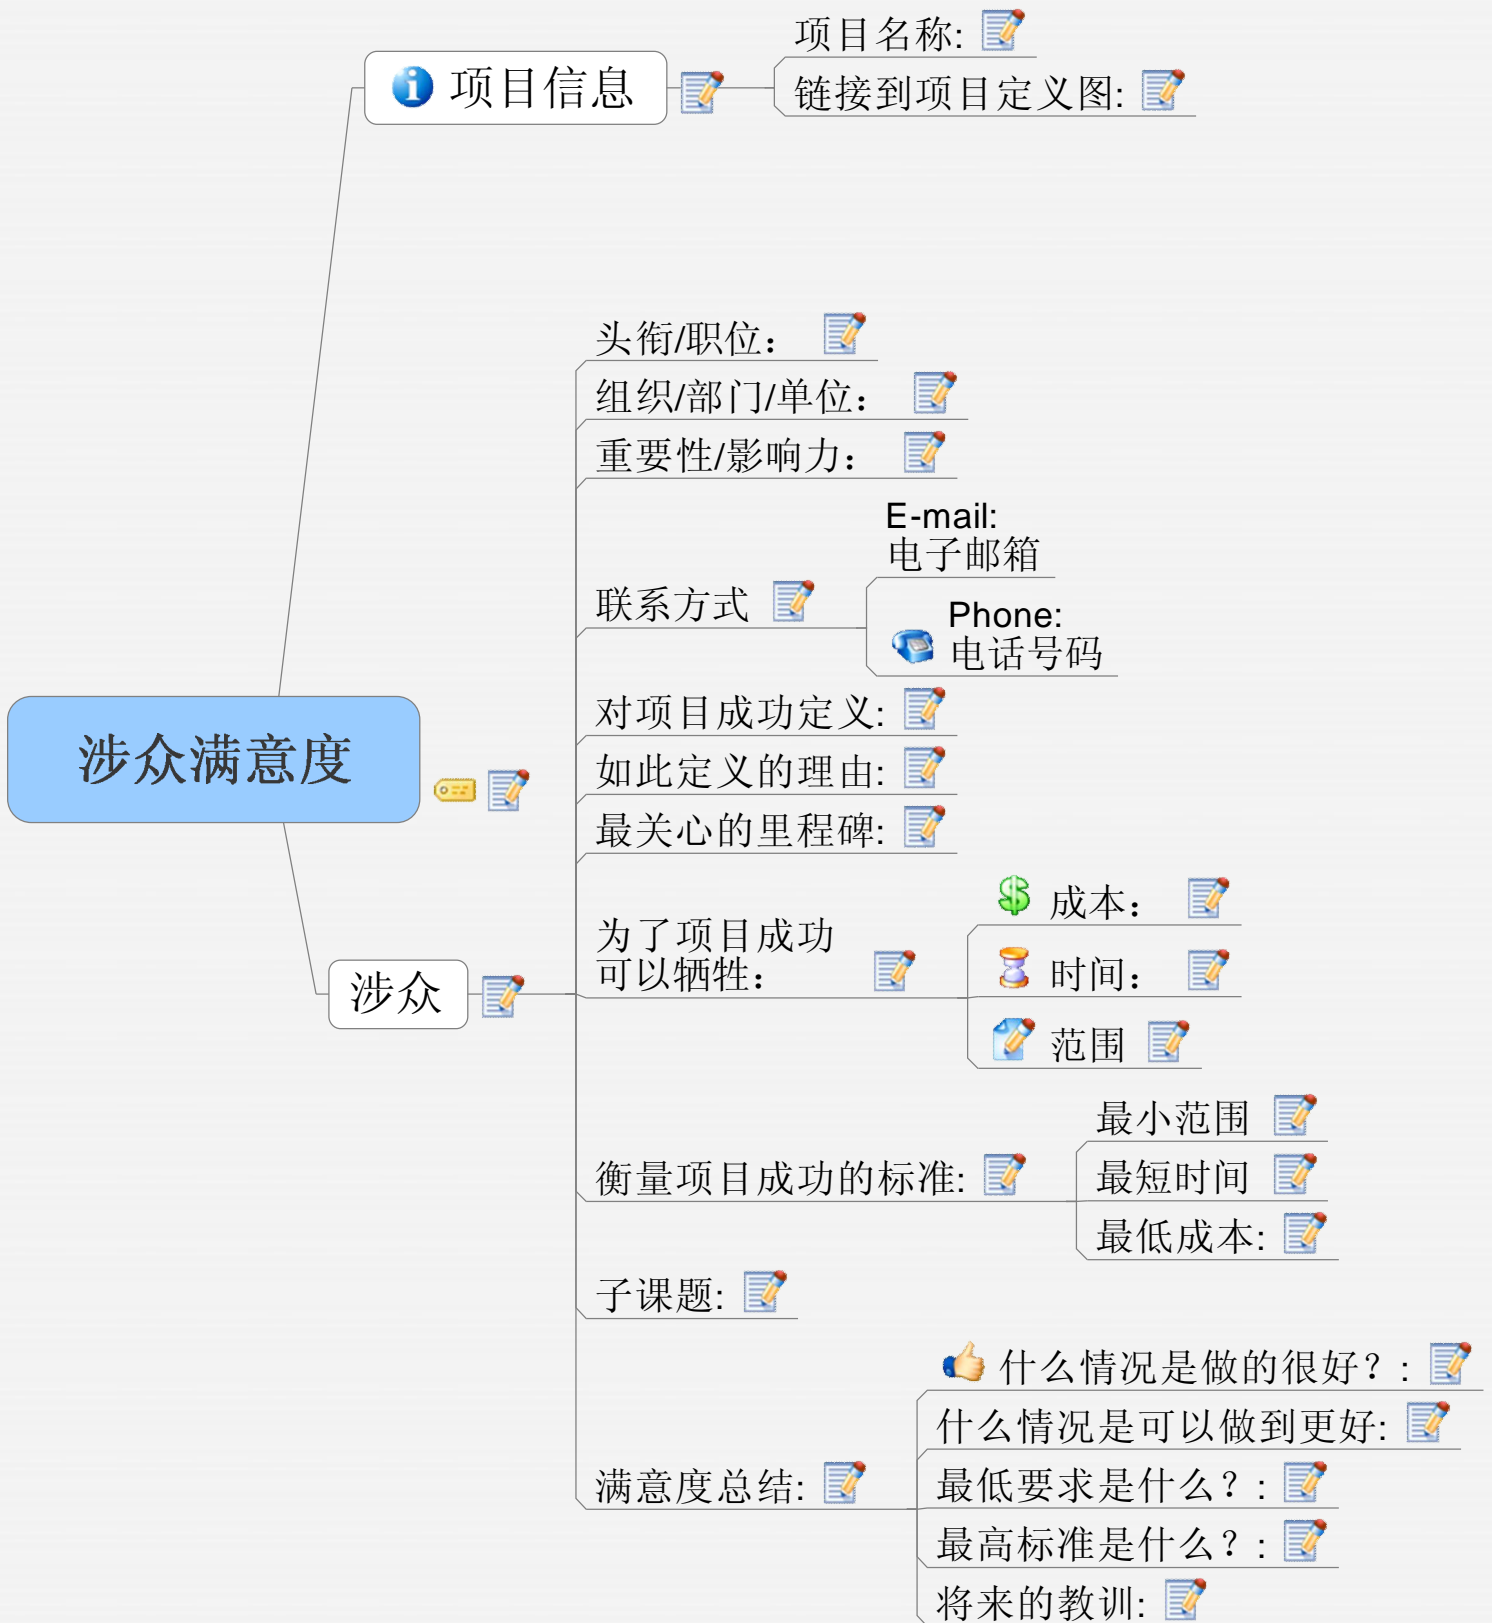 项目名称:
项目信息
链接到项目定义图:
头衔/职位：
组织/部门/单位：
重要性/影响力：
E-mail:
电子邮箱
联系方式
Phone:
电话号码
对项目成功定义:
涉众满意度
如此定义的理由:
最关心的里程碑:
成本：
为了项目成功
可以牺牲：
时间：
涉众
范围
最小范围
衡量项目成功的标准:
最短时间
最低成本:
子课题:
什么情况是做的很好？:
什么情况是可以做到更好:
满意度总结:
最低要求是什么？:
最高标准是什么？:
将来的教训: